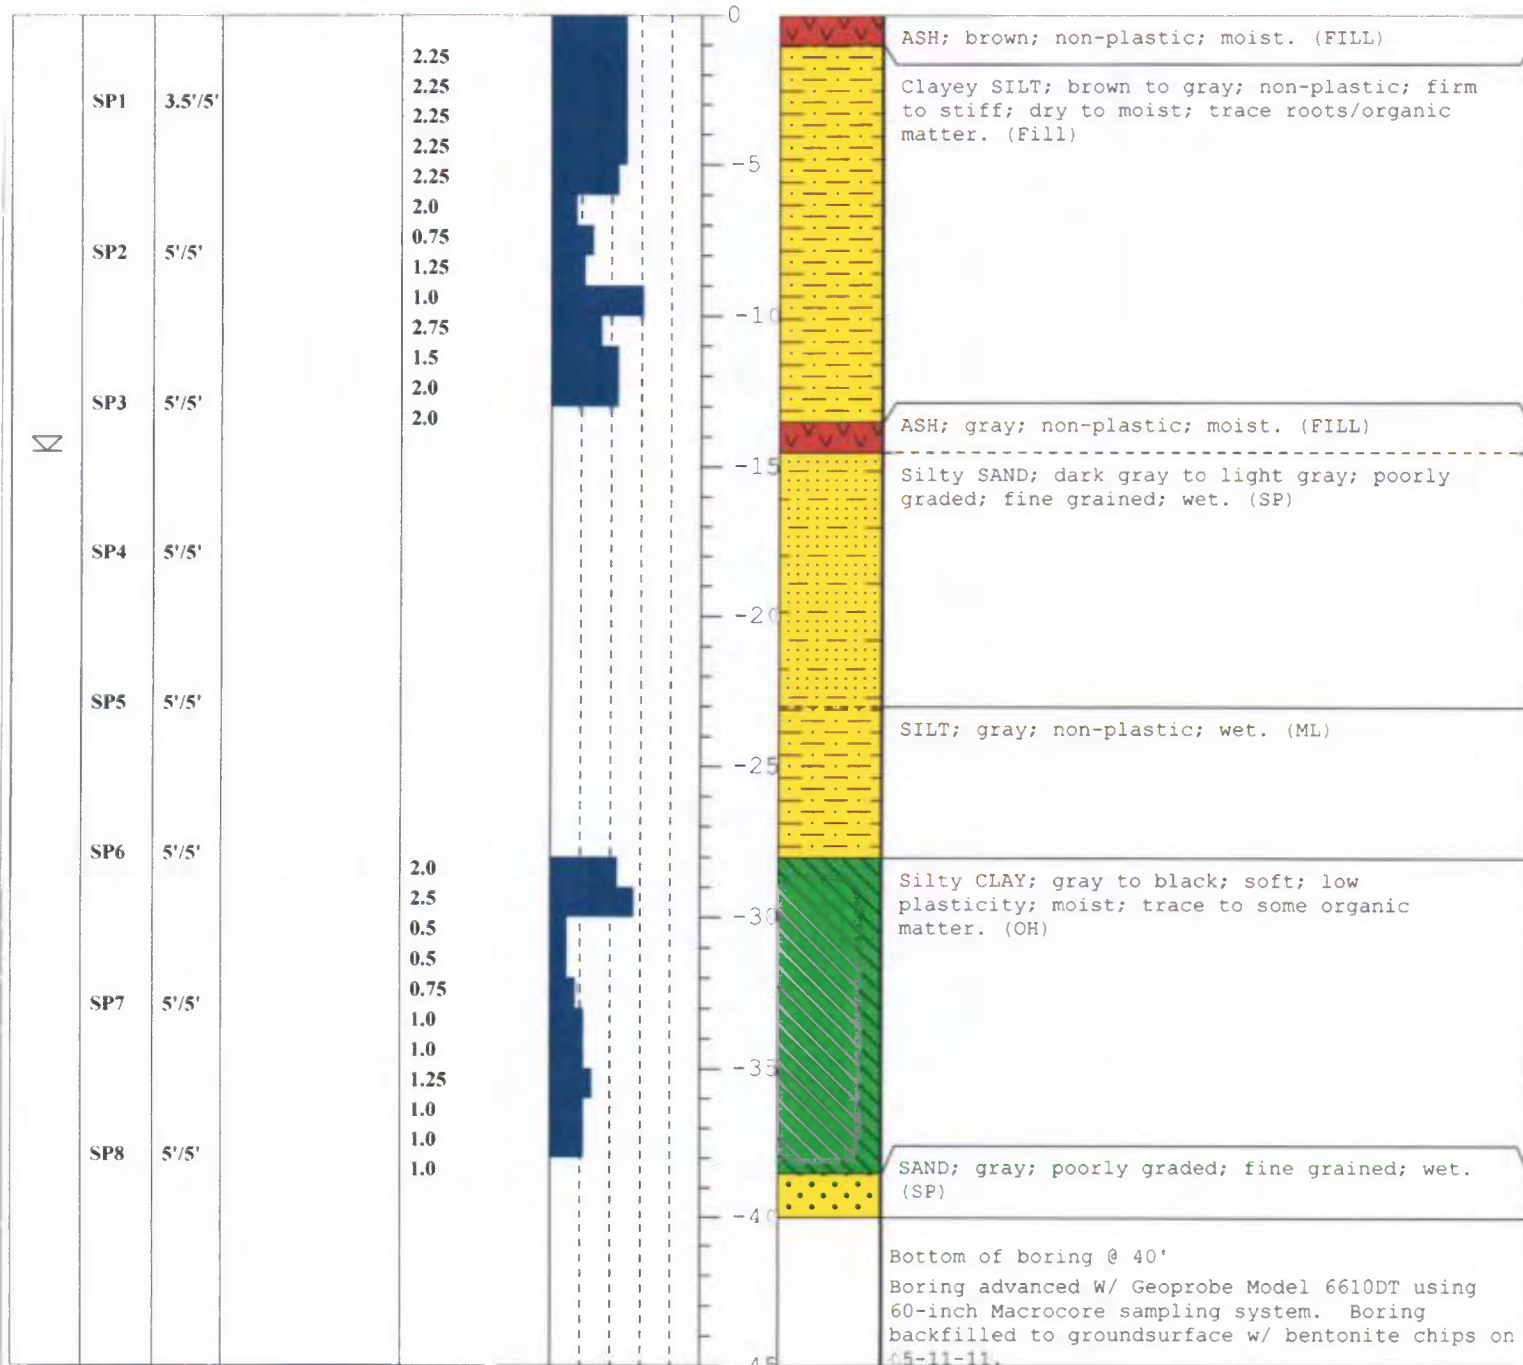 0
ASH; brown; non-plastic; moist. (FILL)
2.25
Clayey SILT; brown to gray; non-plastic; firm
to stiff; dry to moist; trace roots/organic
matter. (Fill)
SP1 3.5'/5'
2.25
2.25
2.25
-5
2.25
2.0
0.75
SP2 5'/5'
1.25
1.0
-10
2.75
1.5
2.0
SP3 5'/5'
2.0
ASH; gray; non-plastic; moist. (FILL)
-15
Silty SAND; dark gray to light gray; poorly
graded; fine grained; wet. (SP)
SP4 5'/5'
-20
SP5 5'/5'
SILT; gray; non-plastic; wet. (ML)
-25
SP6 5'/5'
2.0
Silty CLAY; gray to black; soft; low
plasticity; moist; trace to some organic
matter. (OH)
2.5
-30
0.5
0.5
0.75
SP7 5'/5'
1.0
1.0
-35
1.25
1.0
1.0
SP8 5'/5'
1.0
SAND; gray; poorly graded; fine grained; wet.
(SP)
-40
Bottom of boring @ 40'
Boring advanced W/ Geoprobe Model 6610DT using
60-inch Macrocore sampling system. Boring
backfilled to groundsurface w/ bentonite chips on
05-11-11.